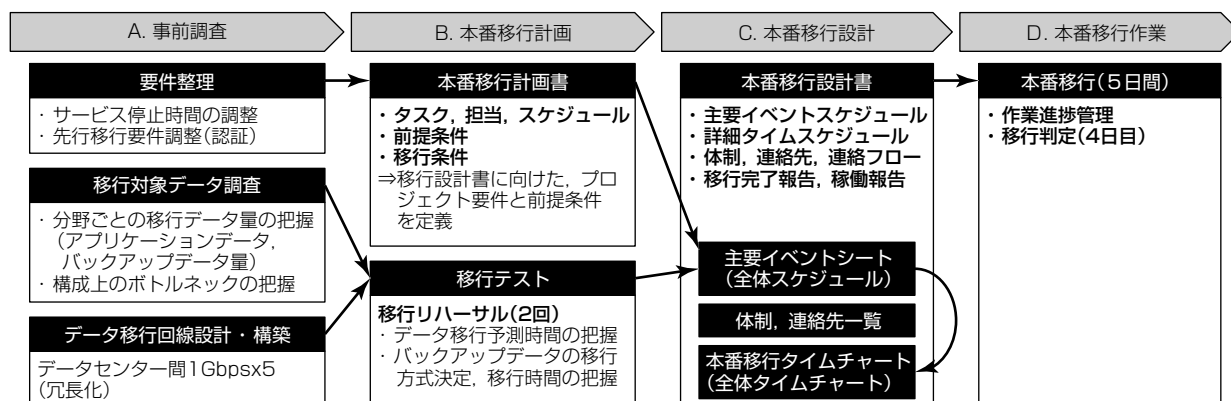 A. 事前調査
B. 本番移行計画
C. 本番移行設計
D. 本番移行作業
要件整理
・サービス停止時間の調整
・先行移行要件調整(認証)
移行対象データ調査
・分野ごとの移行データ量の把握
(アプリケーションデータ,
バックアップデータ量)
・構成上のボトルネックの把握
データ移行回線設計・構築
データセンター間1Gbpsx5
(冗長化)
本番移行計画書
・タスク, 担当, スケジュール
・前提条件
・移行条件
⇒移行設計書に向けた, プロ
ジェクト要件と前提条件
を定義
移行テスト
移行リハーサル(2回)
・データ移行予測時間の把握
・バックアップデータの移行
方式決定, 移行時間の把握
本番移行設計書
・主要イベントスケジュール
・詳細タイムスケジュール
・体制, 連絡先, 連絡フロー
・移行完了報告, 稼働報告
主要イベントシート
(全体スケジュール)
体制, 連絡先一覧
本番移行タイムチャート
(全体タイムチャート)
本番移行(5日間)
・作業進捗管理
・移行判定(4日目)